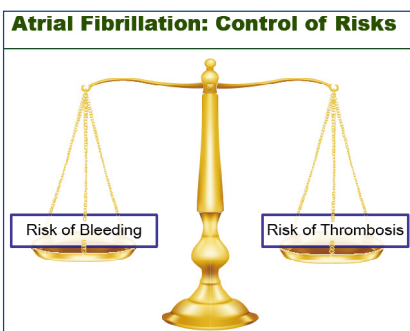 Atrial Fibrillation: Control of Risks
Risk of Bleeding
Risk of Thrombosis